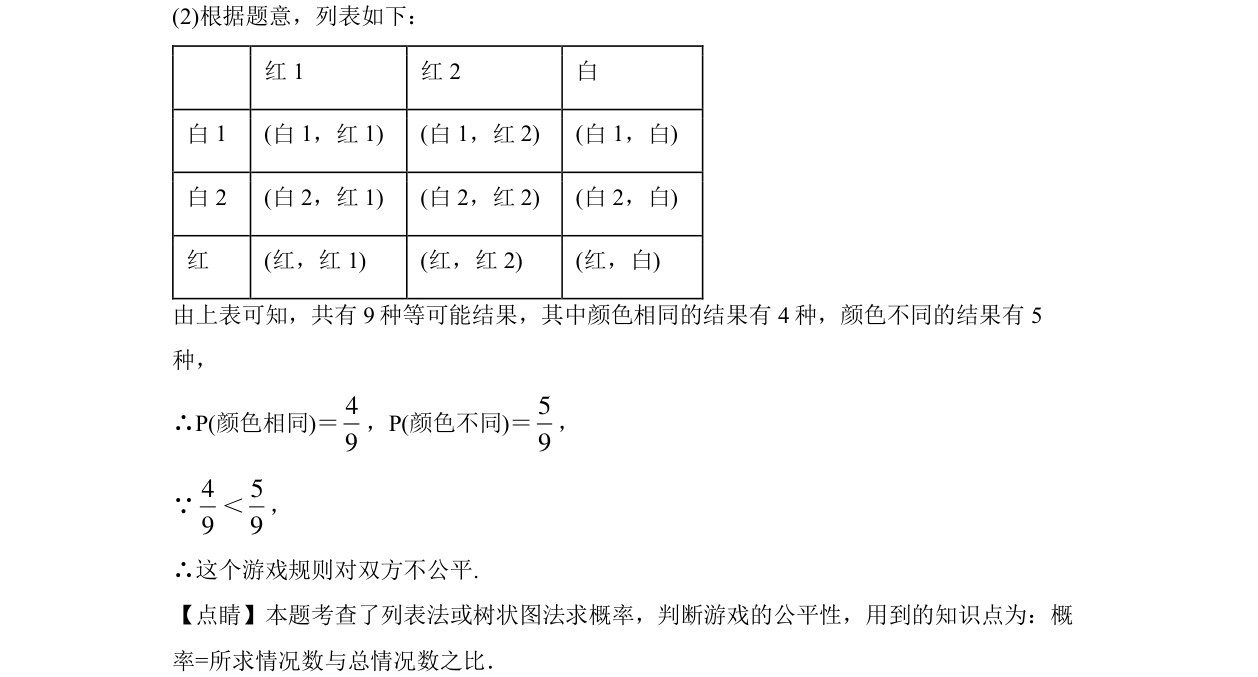 (2)根据题意，列表如下：
红 1 红 2 白
白 1 (白 1，红 1) (白 1，红 2) (白 1，白)
白 2 (白 2，红 1) (白 2，红 2) (白 2，白)
红 (红，红 1) (红，红 2) (红，白)
由上表可知，共有 9 种等可能结果，其中颜色相同的结果有 4 种，颜色不同的结果有 5
种，
∴P(颜色相同)＝4/9，P(颜色不同)＝5/9，
∵4/9＜5/9，
∴这个游戏规则对双方不公平.
【点睛】本题考查了列表法或树状图法求概率，判断游戏的公平性，用到的知识点为：概
率=所求情况数与总情况数之比．